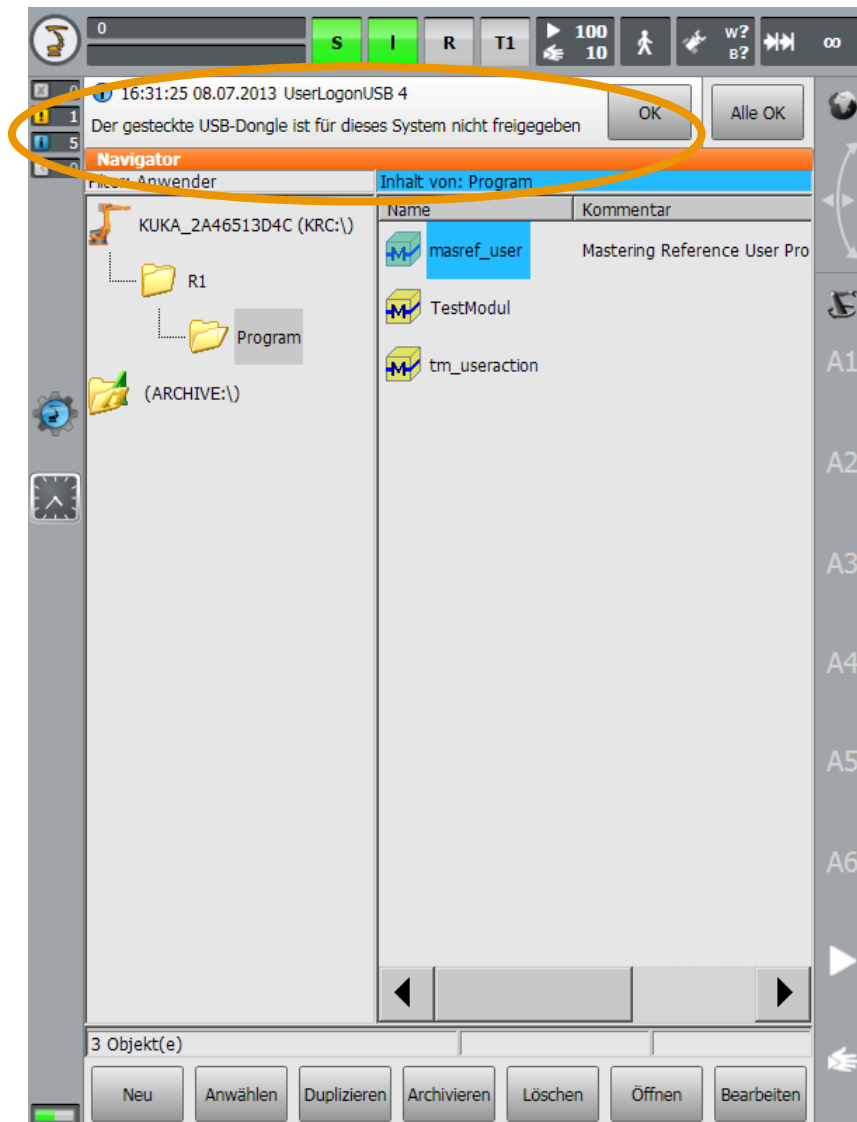 0
S I R T1 100 10 W? B? ∞
0
1
5
0
16:31:25 08.07.2013 UserLogonUSB 4
Der gesteckte USB-Dongle ist für dieses System nicht freigegeben
OK
Alle OK
Navigator
Filter: Anwender
Inhalt von: Program
Name Kommentar
KUKA_2A46513D4C (KRC:\)
R1
Program
(ARCHIVE:\)
masref_user Mastering Reference User Pro
TestModul
tm_useraction
A1
A2
A3
A4
A5
A6
3 Objekt(e)
Neu Anwählen Duplizieren Archivieren Löschen Öffnen Bearbeiten